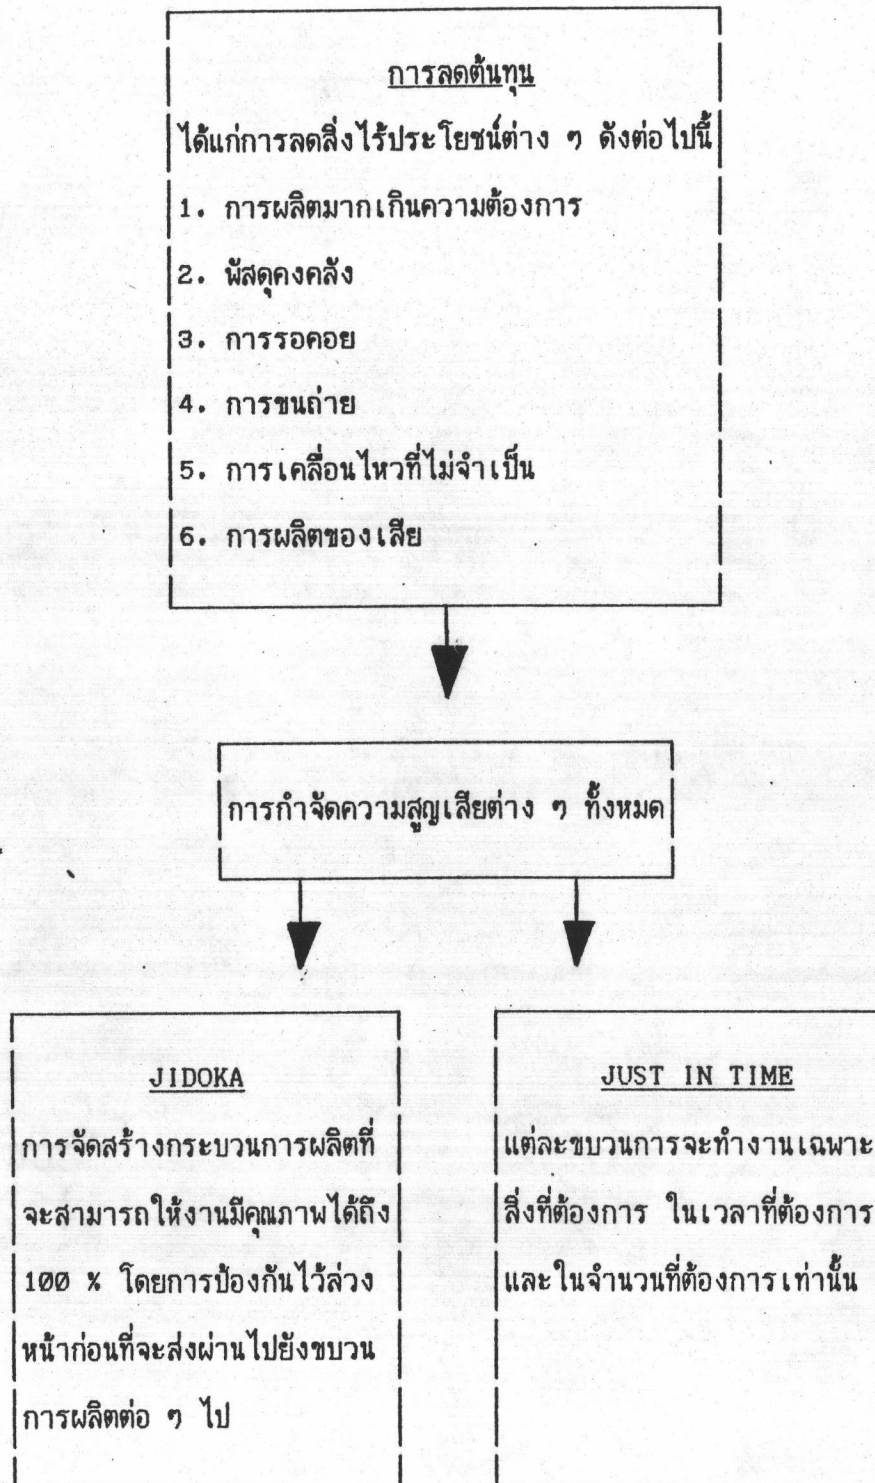 การลดต้นทุน
ได้แก่การลดสิ่งไร้ประโยชน์ต่าง ๆ ดังต่อไปนี้
1. การผลิตมากเกินความต้องการ
2. พัสดุคงคลัง
3. การรอคอย
4. การขนถ่าย
5. การเคลื่อนไหวที่ไม่จำเป็น
6. การผลิตของเสีย
การกำจัดความสูญเสียต่าง ๆ ทั้งหมด
JIDOKA
การจัดสร้างกระบวนการผลิตที่
จะสามารถให้งานมีคุณภาพได้ถึง
100 % โดยการป้องกันไว้ล่วง
หน้าก่อนที่จะส่งผ่านไปยังขบวน
การผลิตต่อ ๆ ไป
JUST IN TIME
แต่ละขบวนการจะทำงานเฉพาะ
สิ่งที่ต้องการ ในเวลาที่ต้องการ
และในจำนวนที่ต้องการเท่านั้น